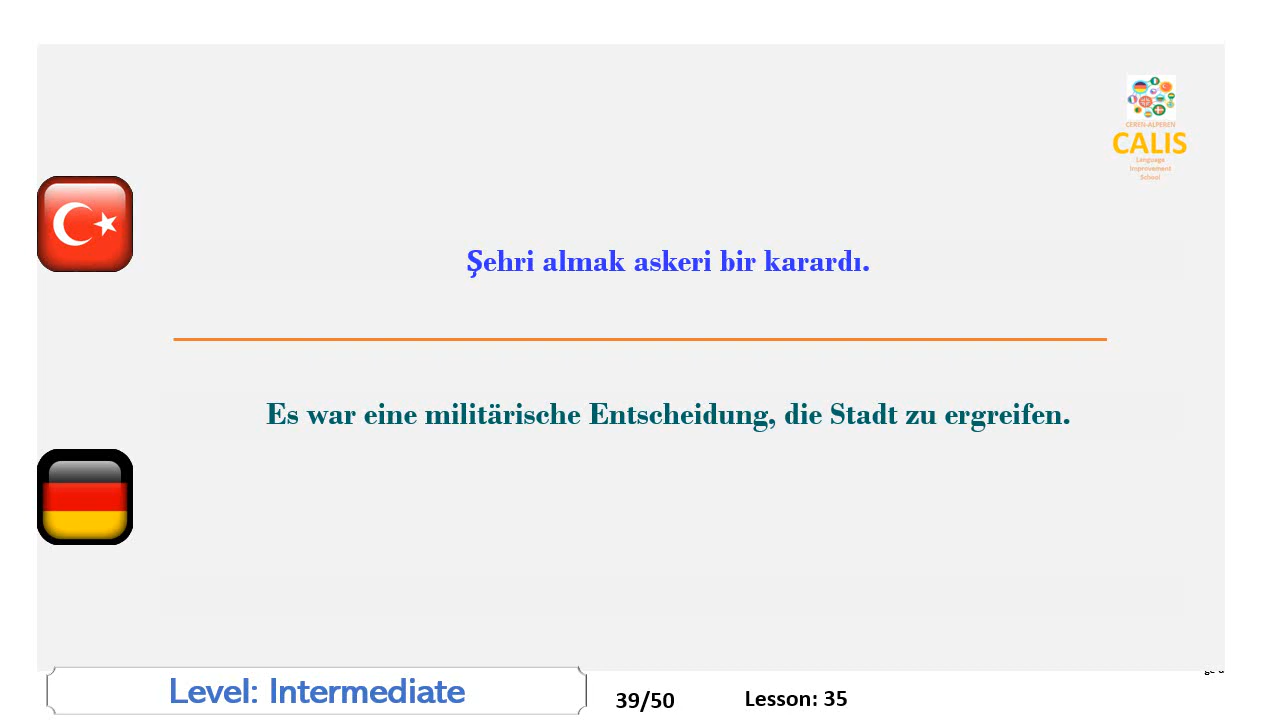 CEREN-ALPEREN
CALIS
Lenguage
Improvement
School
Şehri almak askeri bir karardı.
Es war eine militärische Entscheidung, die Stadt zu ergreifen.
Level: Intermediate
39/50
Lesson: 35